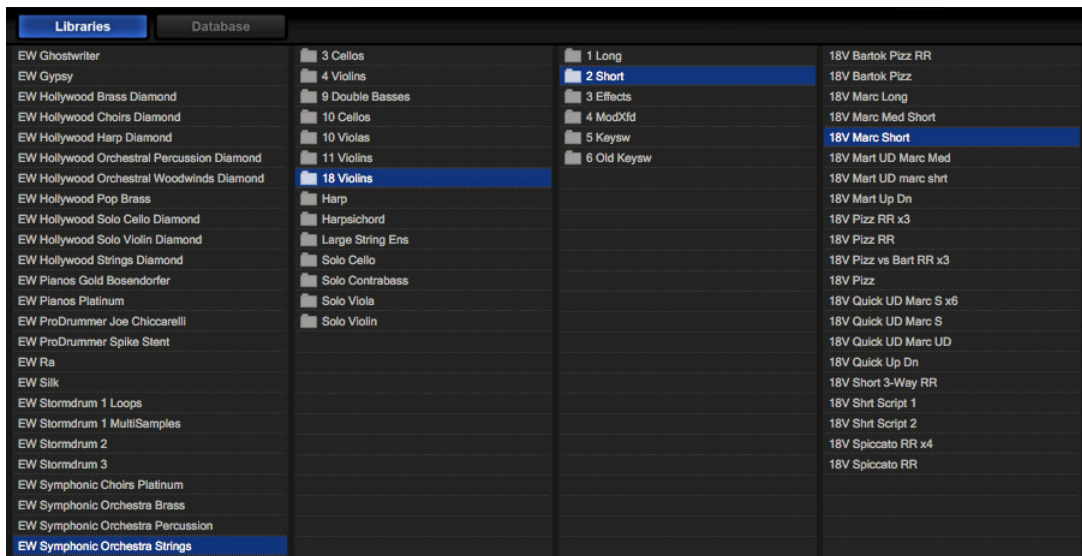 Libraries
Database
EW Ghostwriter
EW Gypsy
EW Hollywood Brass Diamond
EW Hollywood Choirs Diamond
EW Hollywood Harp Diamond
EW Hollywood Orchestral Percussion Diamond
EW Hollywood Orchestral Woodwinds Diamond
EW Hollywood Pop Brass
EW Hollywood Solo Cello Diamond
EW Hollywood Solo Violin Diamond
EW Hollywood Strings Diamond
EW Pianos Gold Bosendorfer
EW Pianos Platinum
EW ProDrummer Joe Chiccarelli
EW ProDrummer Spike Stent
EW Ra
EW Silk
EW Stormdrum 1 Loops
EW Stormdrum 1 MultiSamples
EW Stormdrum 2
EW Stormdrum 3
EW Symphonic Choirs Platinum
EW Symphonic Orchestra Brass
EW Symphonic Orchestra Percussion
EW Symphonic Orchestra Strings
3 Cellos
4 Violins
9 Double Basses
10 Cellos
10 Violas
11 Violins
18 Violins
Harp
Harpsichord
Large String Ens
Solo Cello
Solo Contrabass
Solo Viola
Solo Violin
1 Long
2 Short
3 Effects
4 ModXfd
5 Keysw
6 Old Keysw
18V Bartok Pizz RR
18V Bartok Pizz
18V Marc Long
18V Marc Med Short
18V Marc Short
18V Mart UD Marc Med
18V Mart UD marc shrt
18V Mart Up Dn
18V Pizz RR x3
18V Pizz RR
18V Pizz vs Bart RR x3
18V Pizz
18V Quick UD Marc S x6
18V Quick UD Marc S
18V Quick UD Marc UD
18V Quick Up Dn
18V Short 3-Way RR
18V Shrt Script 1
18V Shrt Script 2
18V Spiccato RR x4
18V Spiccato RR